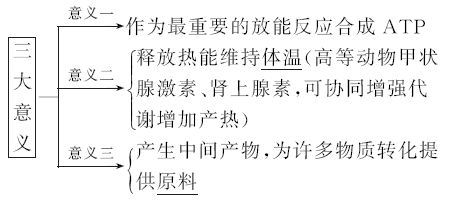 三大意义
意义一
作为最重要的放能反应合成 ATP
意义二
释放热能维持体温(高等动物甲状
腺激素、肾上腺素,可协同增强代
谢增加产热)
意义三
产生中间产物,为许多物质转化提
供原料